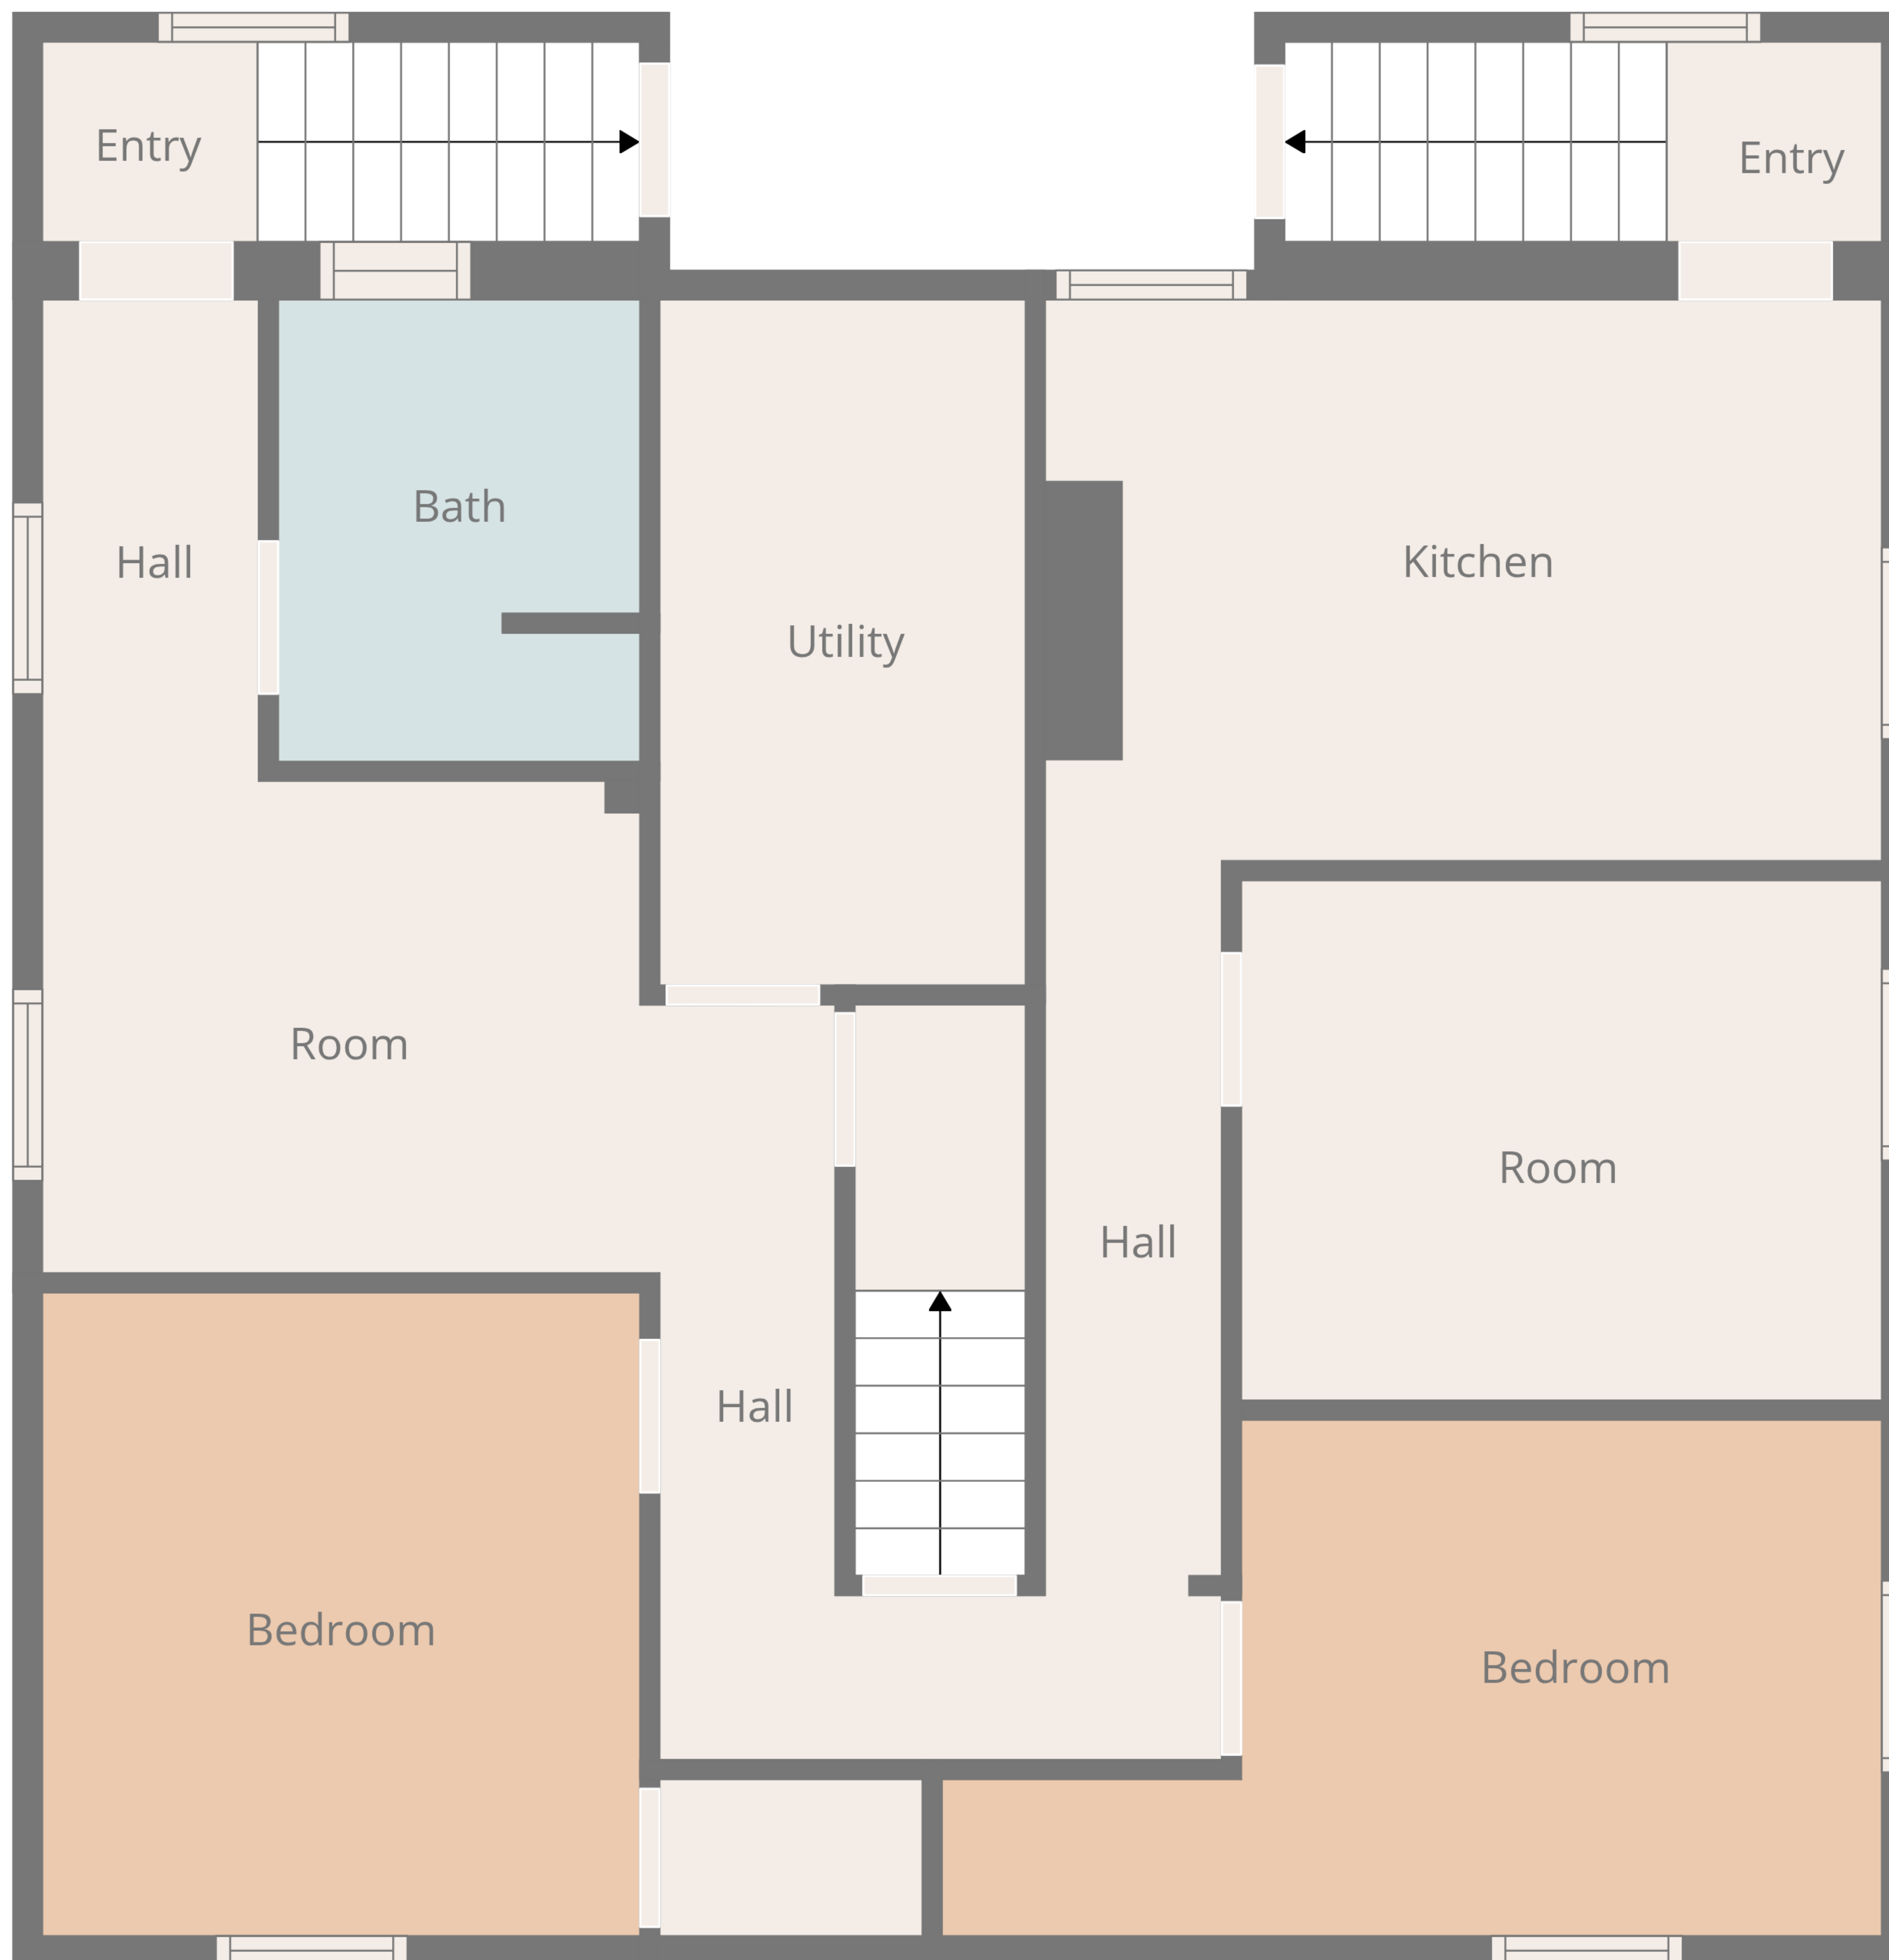 Entry
Entry
Bath
Hall
Kitchen
Utility
Room
Room
Hall
Hall
Bedroom
Bedroom